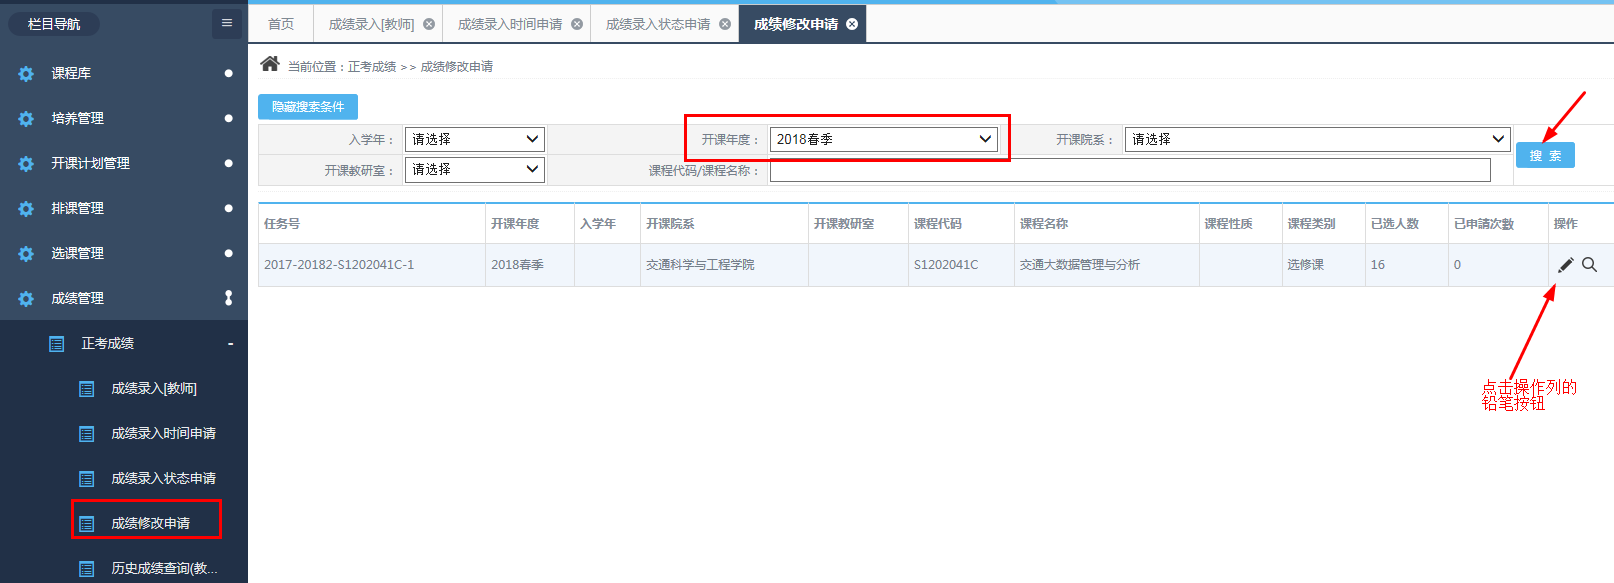 栏目导航
首页
成绩录入[教师]
成绩录入时间申请
成绩录入状态申请
成绩修改申请
课程库
培养管理
开课计划管理
排课管理
选课管理
成绩管理
正考成绩
成绩录入[教师]
成绩录入时间申请
成绩录入状态申请
成绩修改申请
历史成绩查询(教...
当前位置：正考成绩 >> 成绩修改申请
隐藏搜索条件
入学年： 请选择 开课年度： 2018春季 开课院系： 请选择
搜 索
开课教研室： 请选择 课程代码/课程名称：
任务号 开课年度 入学年 开课院系 开课教研室 课程代码 课程名称 课程性质 课程类别 已选人数 已申請次數 操作
2017-20182-S1202041C-1 2018春季 交通科学与工程学院 S1202041C 交通大数据管理与分析 选修课 16 0
点击操作列的
铅笔按钮